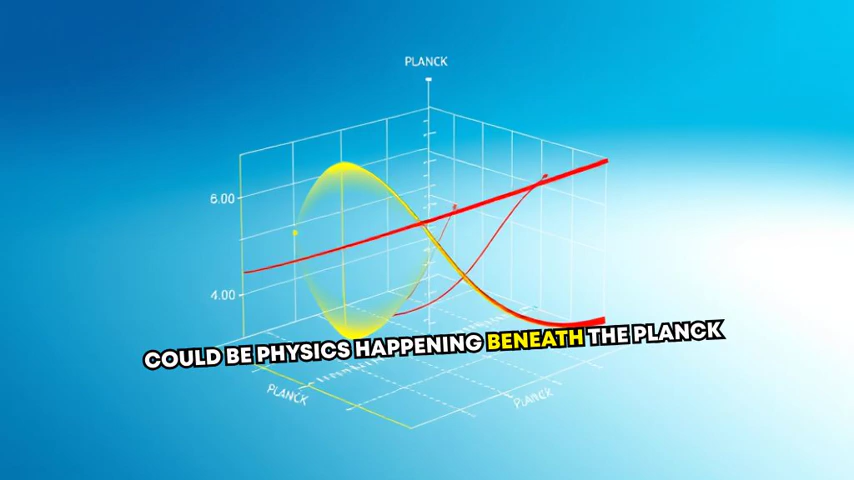 PLANCK
6.00
4.00
COULD BE PHYSICS HAPPENING BENEATH THE PLANCK
PLANCK
PLANCK